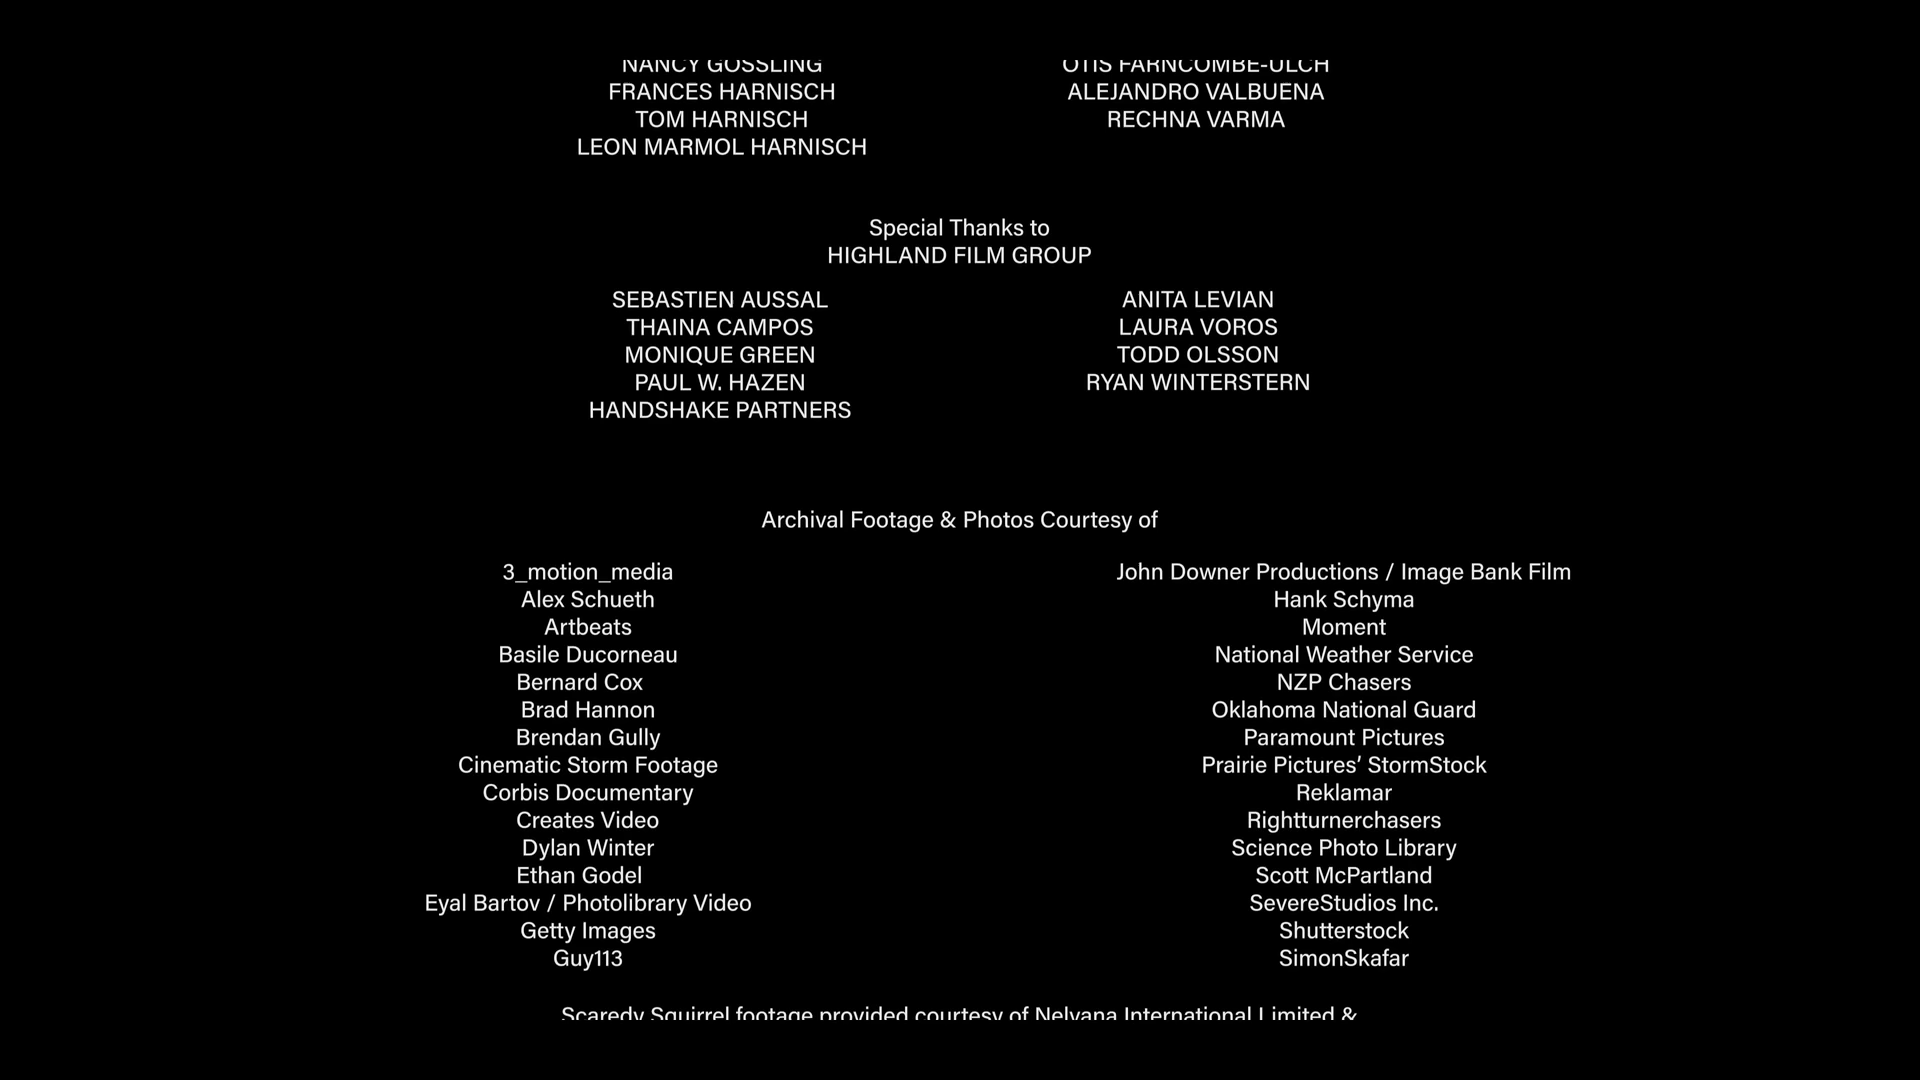 NANCY GOSSLING
FRANCES HARNISCH
TOM HARNISCH
LEON MARMOL HARNISCH
OTIS FARNCOMBE-ULCH
ALEJANDRO VALBUENA
RECHNA VARMA
Special Thanks to
HIGHLAND FILM GROUP
SEBASTIEN AUSSAL
THAINA CAMPOS
MONIQUE GREEN
PAUL W. HAZEN
HANDSHAKE PARTNERS
ANITA LEVIAN
LAURA VOROS
TODD OLSSON
RYAN WINTERSTERN
Archival Footage & Photos Courtesy of
3_motion_media
Alex Schueth
Artbeats
Basile Ducorneau
Bernard Cox
Brad Hannon
Brendan Gully
Cinematic Storm Footage
Corbis Documentary
Creates Video
Dylan Winter
Ethan Godel
Eyal Bartov / Photolibrary Video
Getty Images
Guy113
John Downer Productions / Image Bank Film
Hank Schyma
Moment
National Weather Service
NZP Chasers
Oklahoma National Guard
Paramount Pictures
Prairie Pictures’ StormStock
Reklamar
Rightturnerchasers
Science Photo Library
Scott McPartland
SevereStudios Inc.
Shutterstock
SimonSkafar
Scaredy Squirrel footage provided courtesy of Nelvana International Limited &